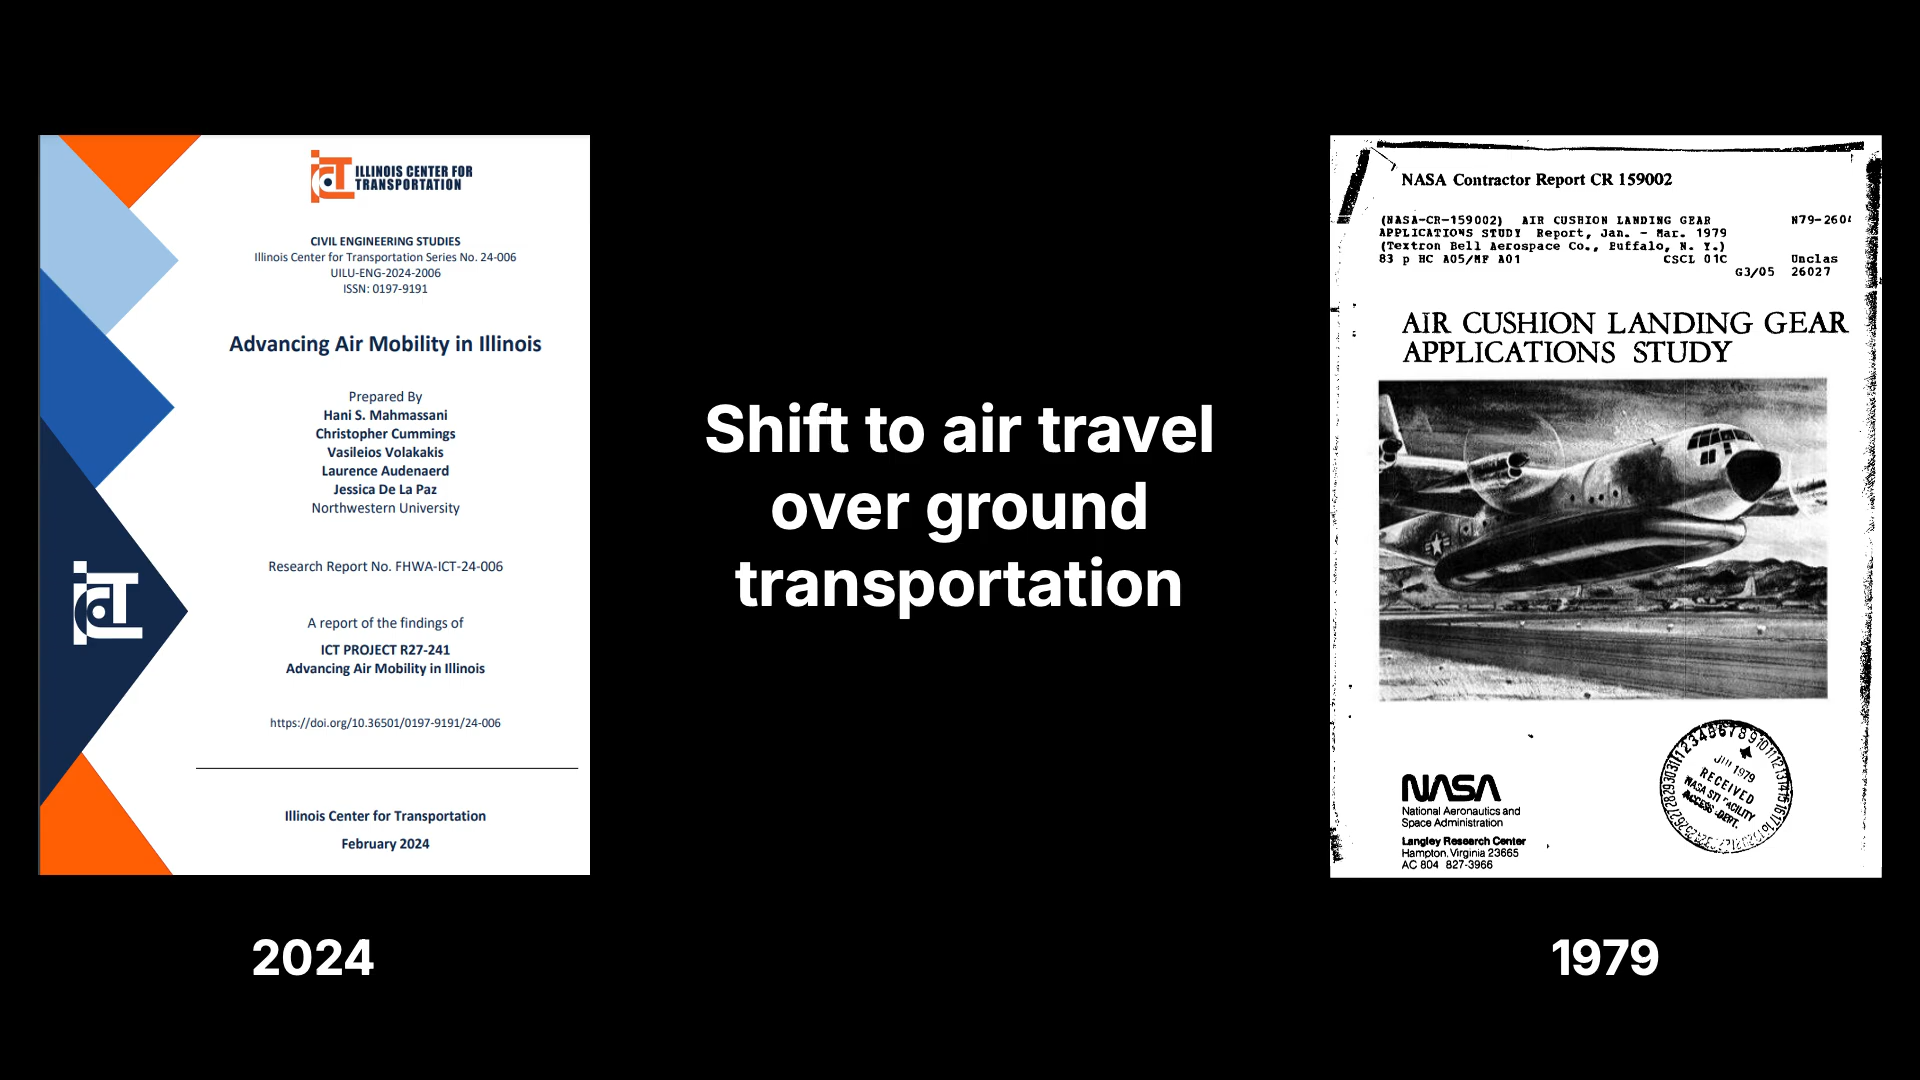 ILLINOIS CENTER FOR
TRANSPORTATION
CIVIL ENGINEERING STUDIES
Illinois Center for Transportation Series No. 24-006
UILU-ENG-2024-2006
ISSN: 0197-9191
Advancing Air Mobility in Illinois
Prepared By
Hani S. Mahmassani
Christopher Cummings
Vasileios Volakakis
Laurence Audenaerd
Jessica De La Paz
Northwestern University
Research Report No. FHWA-ICT-24-006
A report of the findings of
ICT PROJECT R27-241
Advancing Air Mobility in Illinois
https://doi.org/10.36501/0197-9191/24-006
Illinois Center for Transportation
February 2024
2024
Shift to air travel
over ground
transportation
NASA Contractor Report CR 159002
(NASA-CR-159002) AIR CUSHION LANDING GEAR N79-260
APPLICATIONS STUDY Report, Jan. - Mar. 1979
(Textron Bell Aerospace Co., Buffalo, N. Y.)
83 p HC A05/MF A01 CSCL 01C Unclas
G3/05 26027
AIR CUSHION LANDING GEAR
APPLICATIONS STUDY
NASA
National Aeronautics and
Space Administration
Langley Research Center
Hampton, Virginia 23665
AC 804 827-3966
1979
RECEIVED
NASA STI FACILITY
ACCESS DEPT.
1979